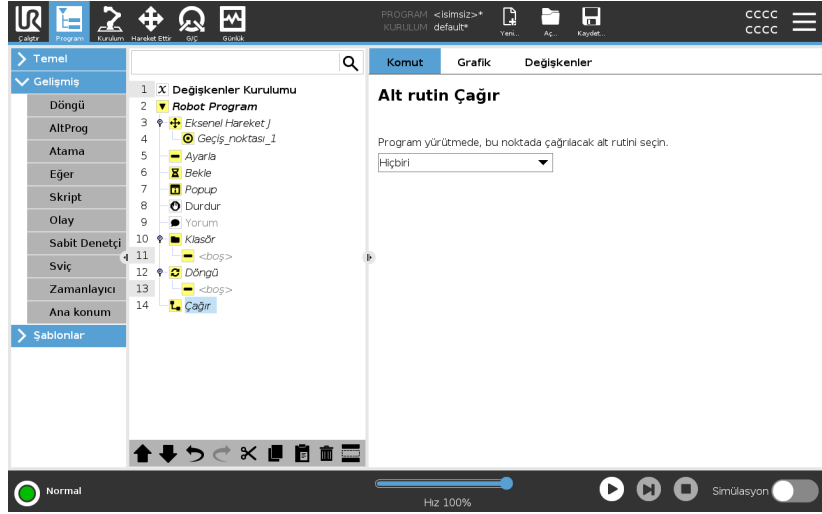 UR
PROGRAM <isimsiz>*
KURULUM default*
Çalıştır Program Kurulum Hareket Ettir G/Ç Günlük
Yeni... Aç... Kaydet...
CCCC
CCCC
Temel
Gelişmiş
Döngü
AltProg
Atama
Eğer
Skript
Olay
Sabit Denetçi
Sviç
Zamanlayıcı
Ana konum
Şablonlar
1 X Değişkenler Kurulumu
2 Robot Program
3 Eksenel Hareket J
4 Geçiş_noktası_1
5 Ayarla
6 Bekle
7 Popup
8 Durdur
9 Yorum
10 Klasör
11 <boş>
12 Döngü
13 <boş>
14 Çağır
Komut Grafik Değişkenler
Alt rutin Çağır
Program yürütmede, bu noktada çağrılacak alt rutini seçin.
Hiçbiri
Normal
Hız 100%
Simülasyon